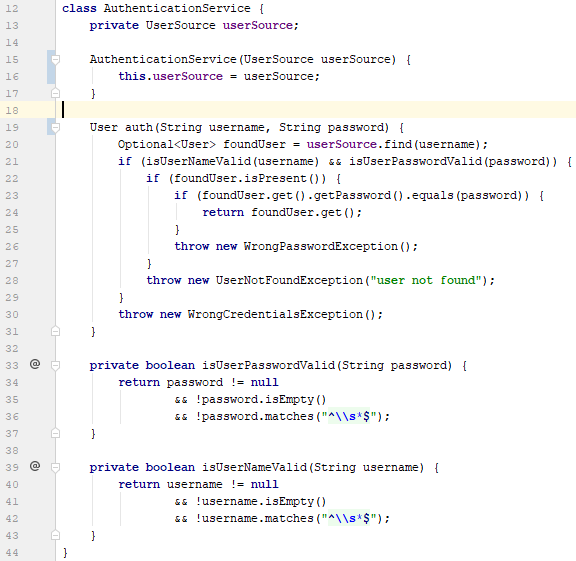 12 class AuthenticationService {
13     private UserSource userSource;
14
15     AuthenticationService(UserSource userSource) {
16         this.userSource = userSource;
17     }
18
19     User auth(String username, String password) {
20         Optional<User> foundUser = userSource.find(username);
21         if (isUserNameValid(username) && isUserPasswordValid(password)) {
22             if (foundUser.isPresent()) {
23                 if (foundUser.get().getPassword().equals(password)) {
24                     return foundUser.get();
25                 }
26                 throw new WrongPasswordException();
27             }
28             throw new UserNotFoundException("user not found");
29         }
30         throw new WrongCredentialsException();
31     }
32
33 @     private boolean isUserPasswordValid(String password) {
34         return password != null
35                 && !password.isEmpty()
36                 && !password.matches("^\\s*$");
37     }
38
39 @     private boolean isUserNameValid(String username) {
40         return username != null
41                 && !username.isEmpty()
42                 && !username.matches("^\\s*$");
43     }
44 }